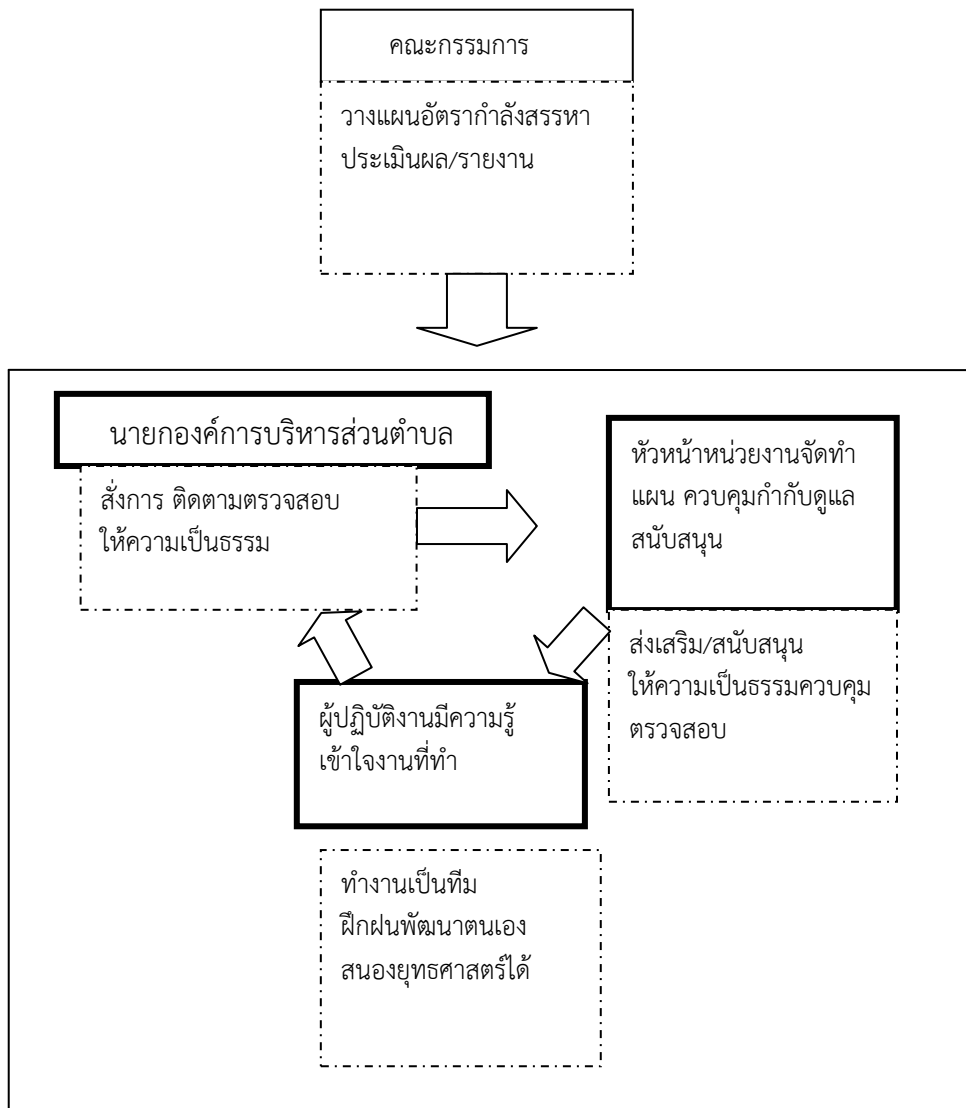 คณะกรรมการ
วางแผนอัตรากำลังสรรหา
ประเมินผล/รายงาน
นายกองค์การบริหารส่วนตำบล
สั่งการ ติดตามตรวจสอบ
ให้ความเป็นธรรม
หัวหน้าหน่วยงานจัดทำ
แผน ควบคุมกำกับดูแล
สนับสนุน
ส่งเสริม/สนับสนุน
ให้ความเป็นธรรมควบคุม
ตรวจสอบ
ผู้ปฏิบัติงานมีความรู้
เข้าใจงานที่ทำ
ทำงานเป็นทีม
ฝึกฝนพัฒนาตนเอง
สนองยุทธศาสตร์ได้